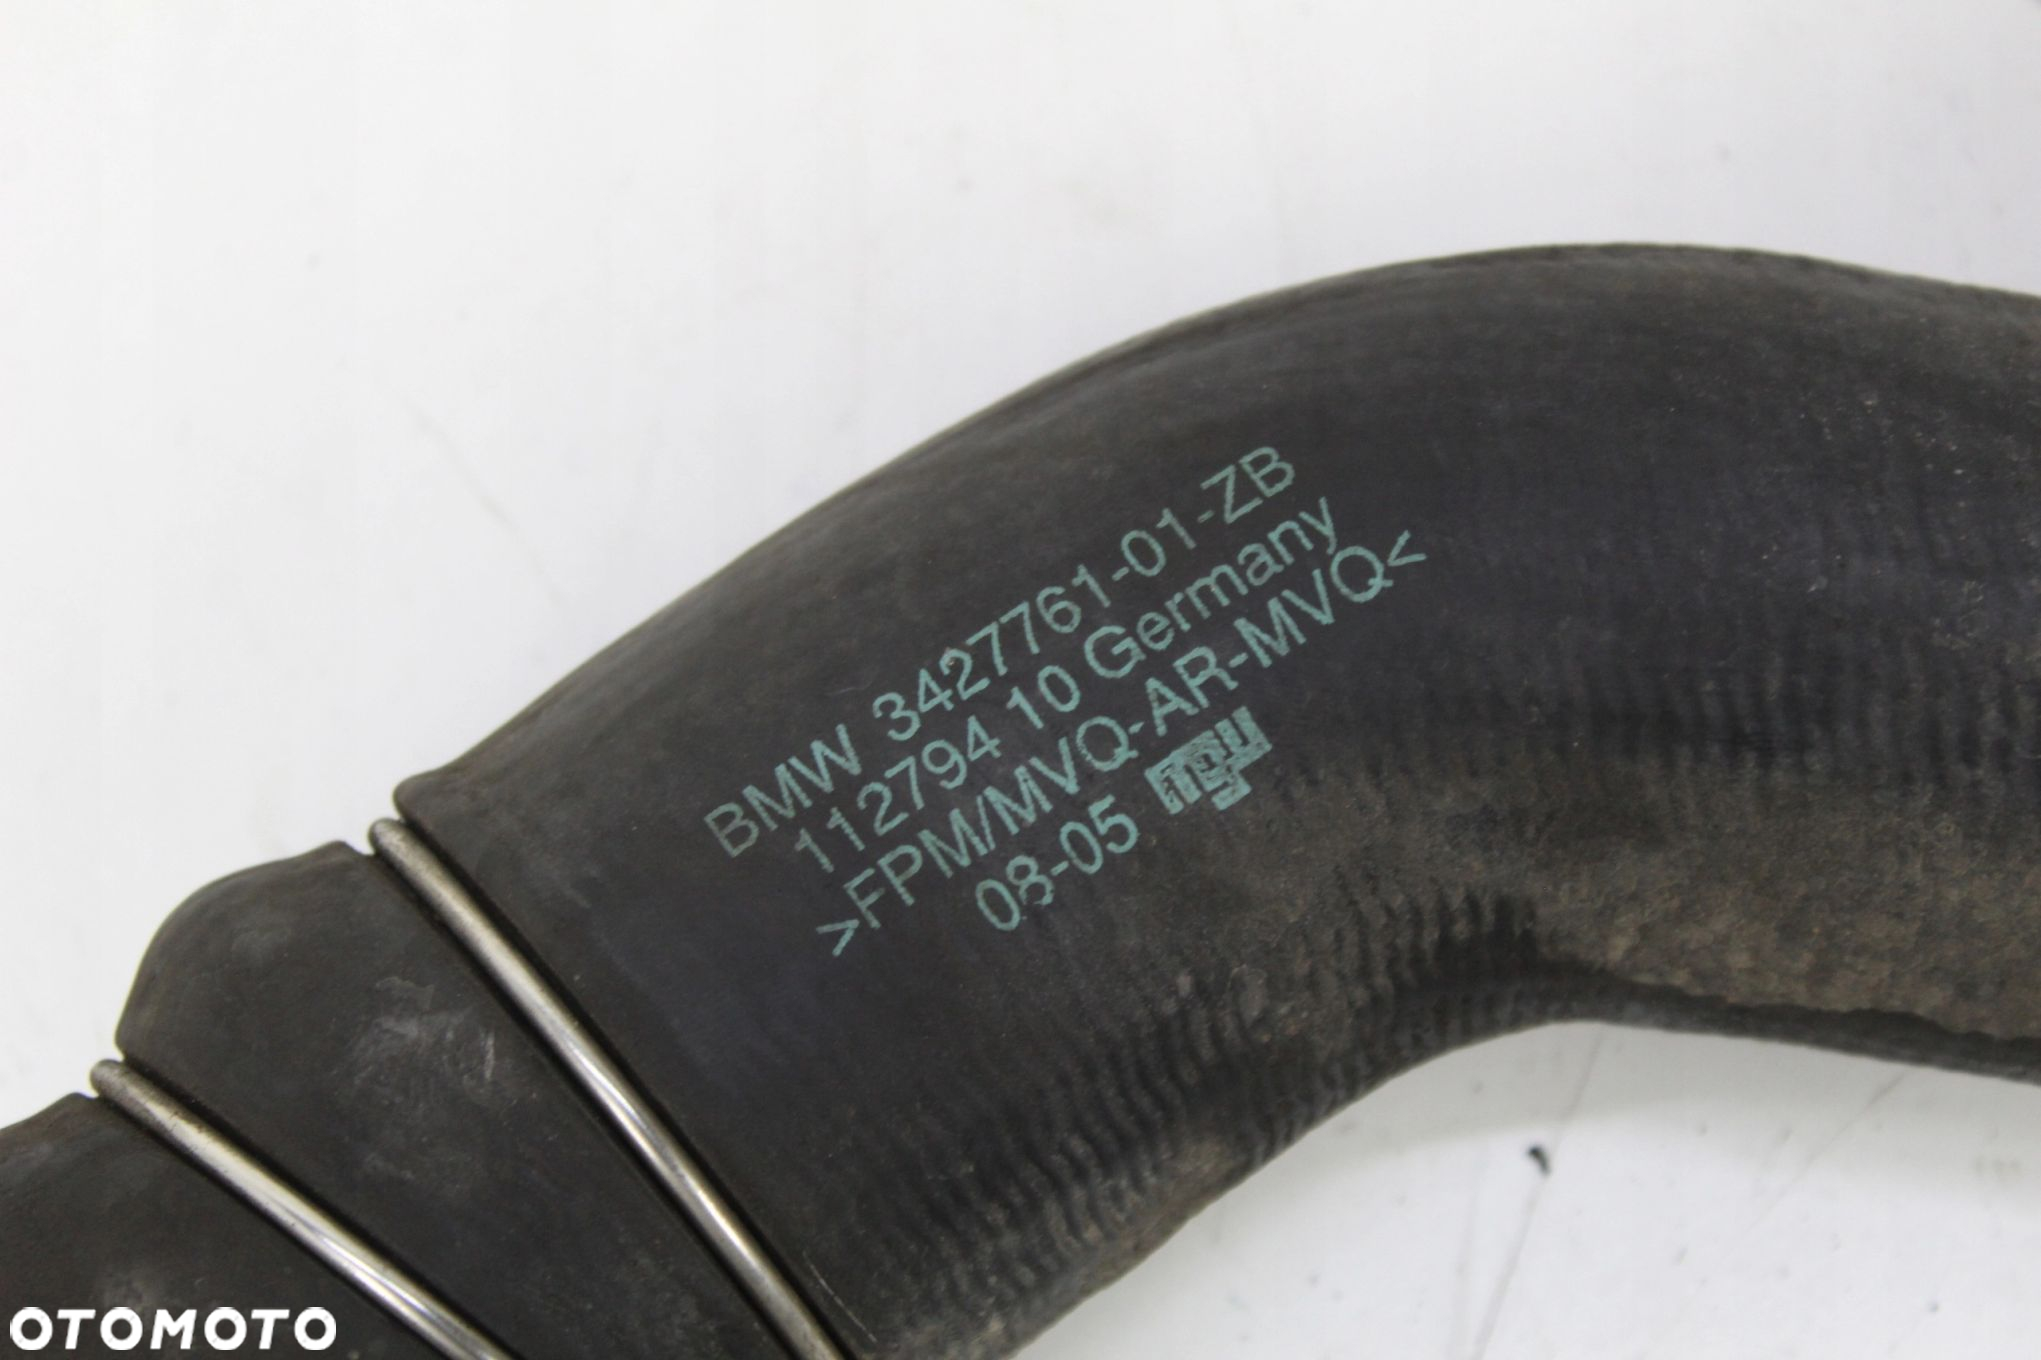 BMW 3427761-01-ZB
112794 10 Germany
>FPM/MVQ-AR-MVQ<
08-05
OTOMOTO